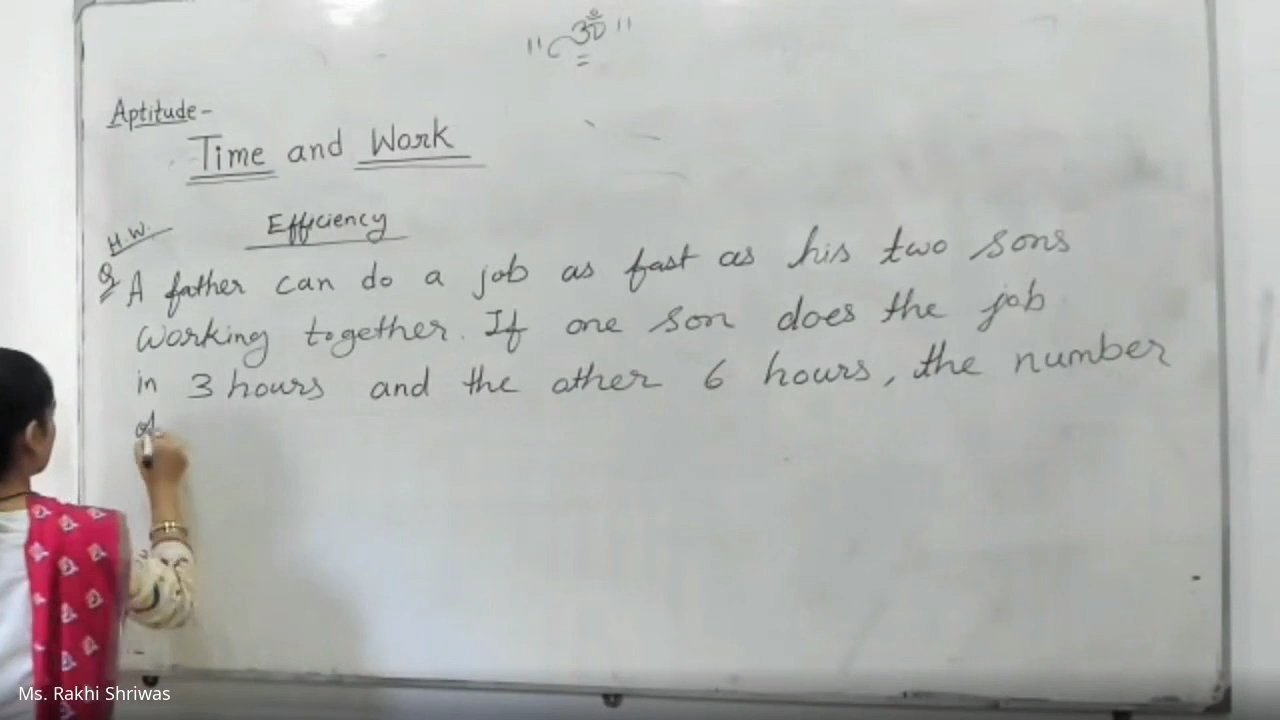 ॥ ॐ ॥
Aptitude-
Time and Work
H.W.
Efficiency
Q A father can do a job as fast as his two sons
working together. If one son does the job
in 3 hours and the other 6 hours, the number
of
Ms. Rakhi Shriwas